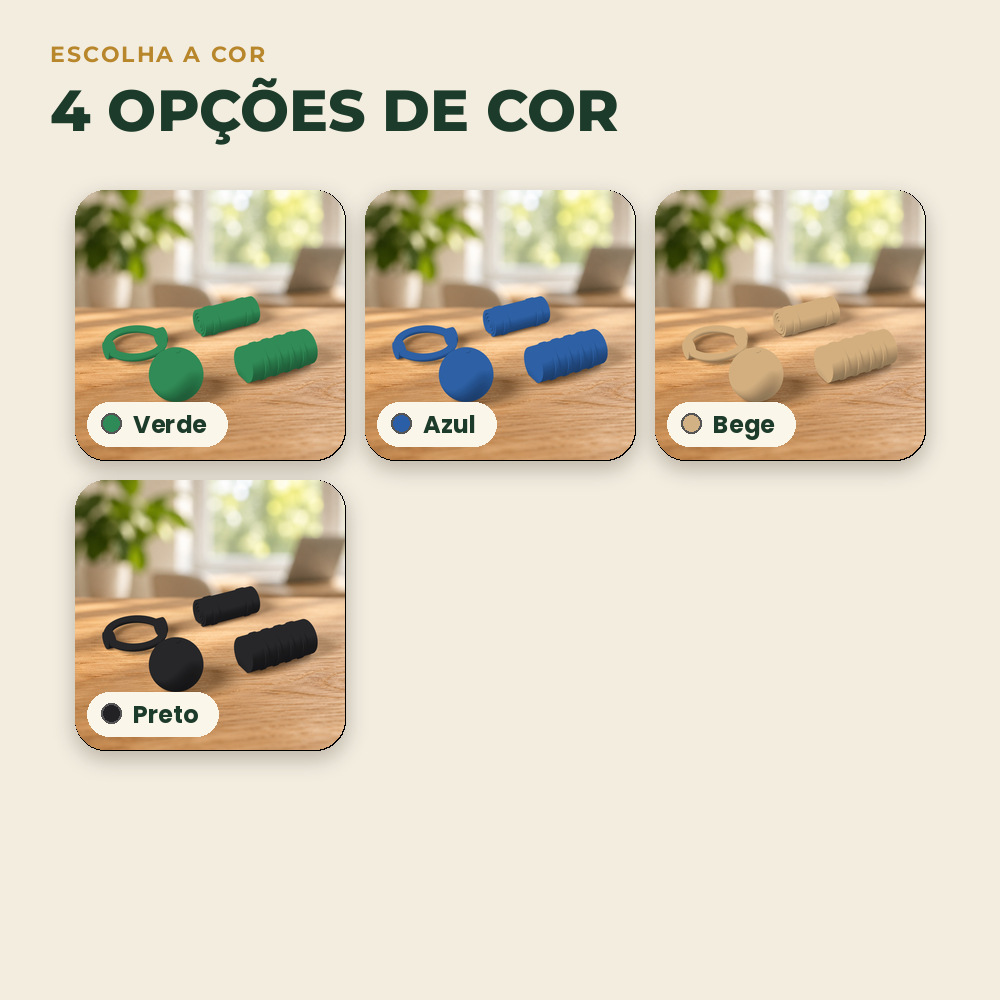 ESCOLHA A COR
4 OPÇÕES DE COR
Verde
Azul
Bege
Preto